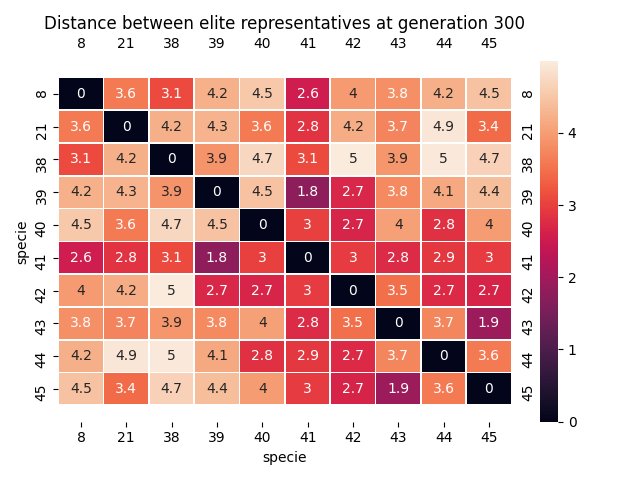 Distance between elite representatives at generation 300
8 21 38 39 40 41 42 43 44 45
8 0 3.6 3.1 4.2 4.5 2.6 4 3.8 4.2 4.5 8
21 3.6 0 4.2 4.3 3.6 2.8 4.2 3.7 4.9 3.4 21
38 3.1 4.2 0 3.9 4.7 3.1 5 3.9 5 4.7 38
39 4.2 4.3 3.9 0 4.5 1.8 2.7 3.8 4.1 4.4 39
40 4.5 3.6 4.7 4.5 0 3 2.7 4 2.8 4 40
41 2.6 2.8 3.1 1.8 3 0 3 2.8 2.9 3 41
42 4 4.2 5 2.7 2.7 3 0 3.5 2.7 2.7 42
43 3.8 3.7 3.9 3.8 4 2.8 3.5 0 3.7 1.9 43
44 4.2 4.9 5 4.1 2.8 2.9 2.7 3.7 0 3.6 44
45 4.5 3.4 4.7 4.4 4 3 2.7 1.9 3.6 0 45
8 21 38 39 40 41 42 43 44 45
specie
specie
4
3
2
1
0